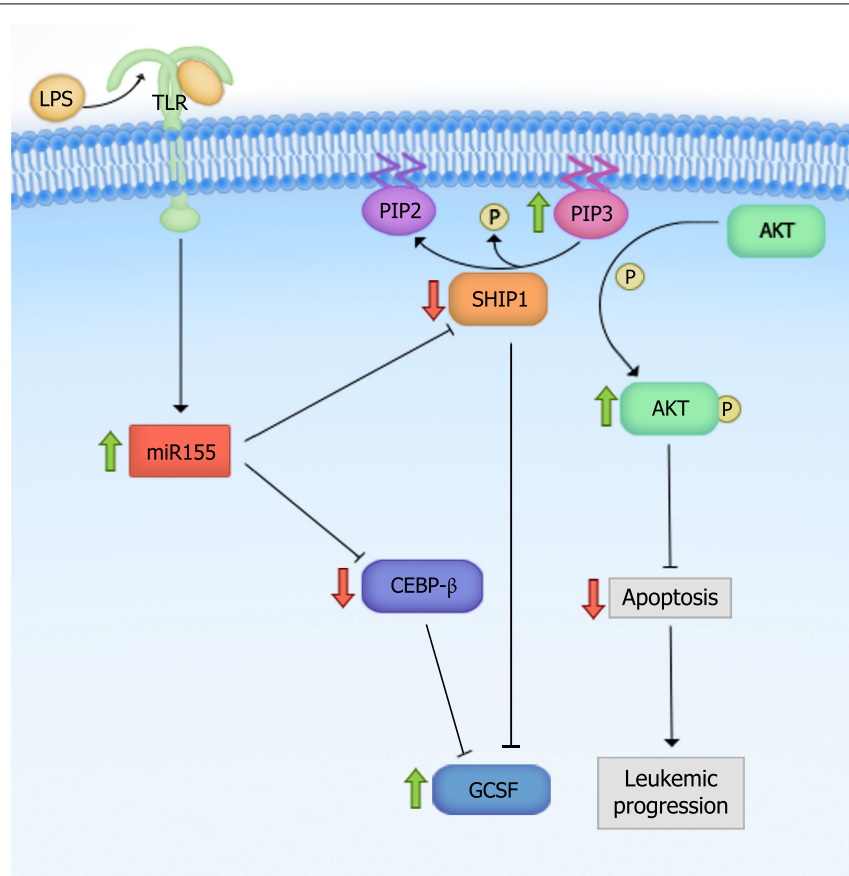 LPS
TLR
PIP2
P
PIP3
AKT
P
SHIP1
AKT
P
miR155
CEBP-β
Apoptosis
GCSF
Leukemic
progression